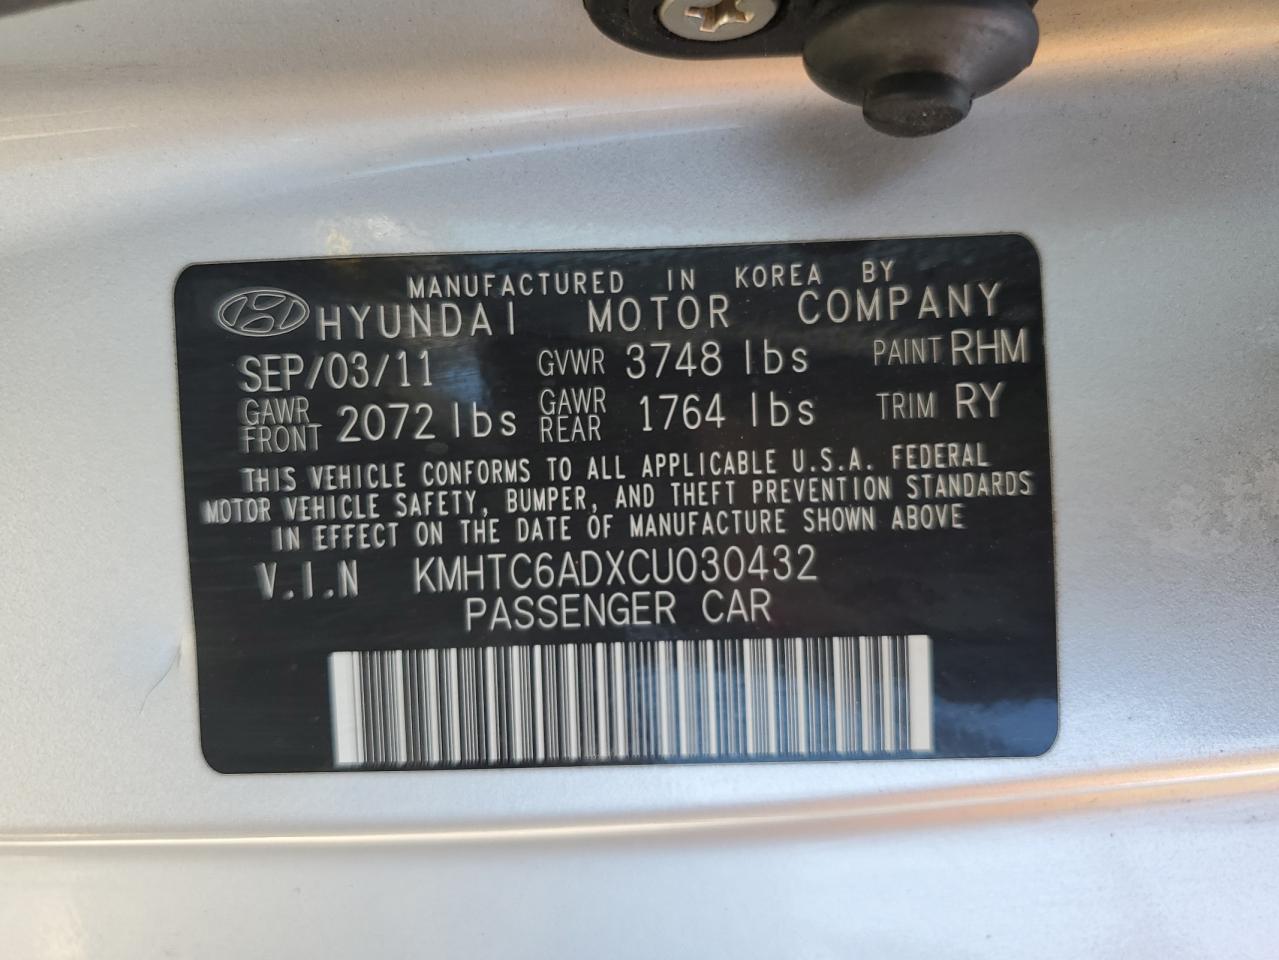 MANUFACTURED IN KOREA BY
HYUNDAI MOTOR COMPANY
SEP/03/11 GVWR 3748 lbs PAINT RHM
GAWR FRONT 2072 lbs GAWR REAR 1764 lbs TRIM RY
THIS VEHICLE CONFORMS TO ALL APPLICABLE U.S.A. FEDERAL
MOTOR VEHICLE SAFETY, BUMPER, AND THEFT PREVENTION STANDARDS
IN EFFECT ON THE DATE OF MANUFACTURE SHOWN ABOVE
V.I.N KMHTC6ADXCU030432
PASSENGER CAR